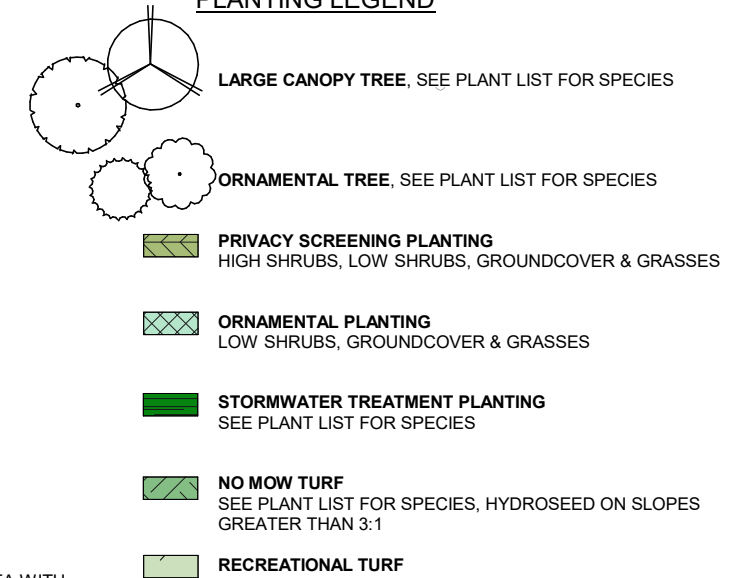 PLANTING LEGEND
LARGE CANOPY TREE, SEE PLANT LIST FOR SPECIES
ORNAMENTAL TREE, SEE PLANT LIST FOR SPECIES
PRIVACY SCREENING PLANTING
HIGH SHRUBS, LOW SHRUBS, GROUNDCOVER & GRASSES
ORNAMENTAL PLANTING
LOW SHRUBS, GROUNDCOVER & GRASSES
STORMWATER TREATMENT PLANTING
SEE PLANT LIST FOR SPECIES
NO MOW TURF
SEE PLANT LIST FOR SPECIES, HYDROSEED ON SLOPES
GREATER THAN 3:1
RECREATIONAL TURF
WITH